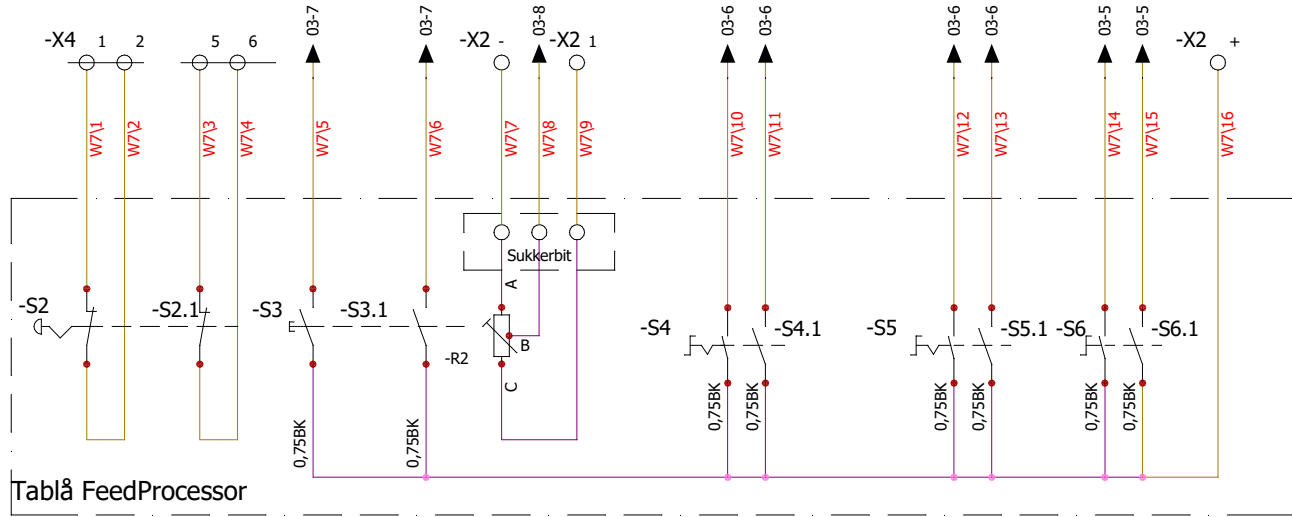 03-7
03-7
03-8
03-6
03-6
03-6
03-6
03-5
03-5
-X4 1 2
5 6
-X2 -
-X2 1
-X2 +
W7\1
W7\2
W7\3
W7\4
W7\5
W7\6
W7\7
W7\8
W7\9
W7\10
W7\11
W7\12
W7\13
W7\14
W7\15
W7\16
Sukkerbit
A
-S2
-S2.1
-S3
-S3.1
-S4
-S4.1
-S5
-S5.1
-S6
-S6.1
B
-R2
C
0,75BK
0,75BK
0,75BK
0,75BK
0,75BK
0,75BK
0,75BK
0,75BK
Tablå FeedProcessor